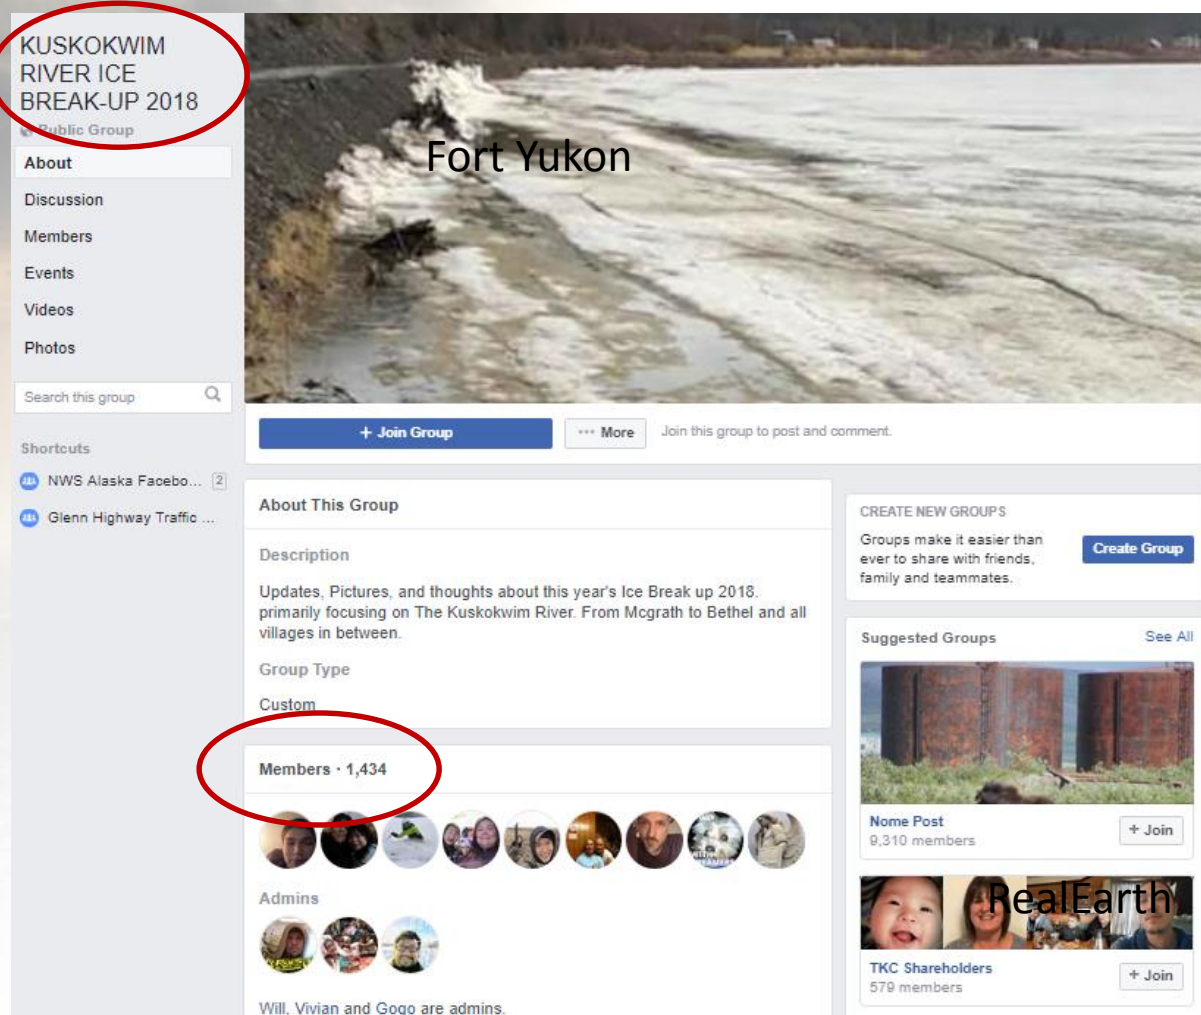 KUSKOKWIM
RIVER ICE
BREAK-UP 2018
Public Group
About
Discussion
Members
Events
Videos
Photos
Search this group
Shortcuts
NWS Alaska Facebo... 2
Glenn Highway Traffic ...
Fort Yukon
+ Join Group
··· More
Join this group to post and comment.
About This Group
Description
Updates, Pictures, and thoughts about this year's Ice Break up 2018.
primarily focusing on The Kuskokwim River. From Mcgrath to Bethel and all
villages in between.
Group Type
Custom
Members · 1,434
Admins
Will, Vivian and Gogo are admins.
CREATE NEW GROUPS
Groups make it easier than
ever to share with friends,
family and teammates.
Create Group
Suggested Groups
See All
Nome Post
9,310 members
+ Join
RealEarth
TKC Shareholders
579 members
+ Join